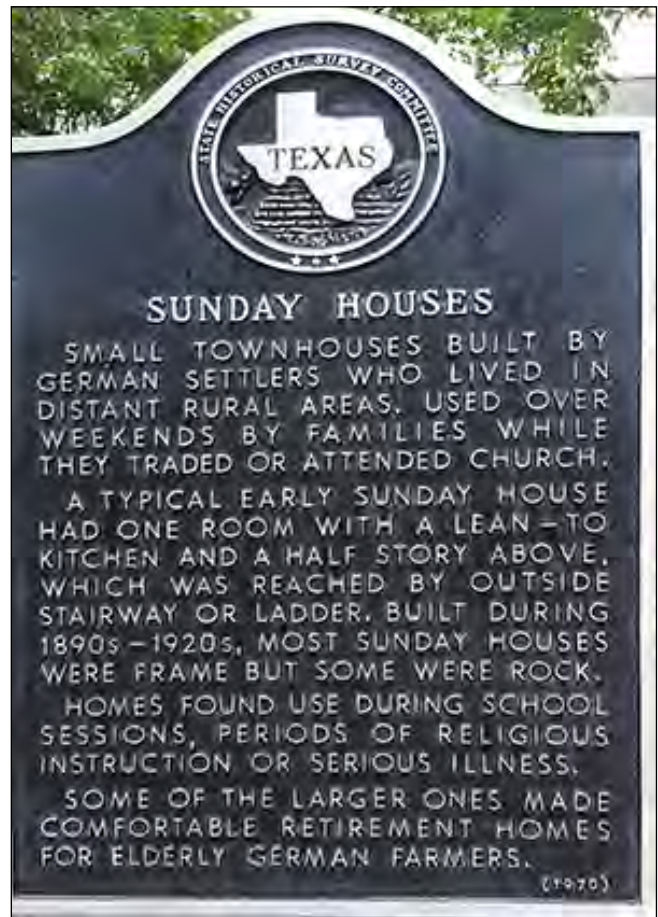 STATE HISTORICAL SURVEY COMMITTEE
TEXAS
SUNDAY HOUSES
SMALL TOWNHOUSES BUILT BY
GERMAN SETTLERS WHO LIVED IN
DISTANT RURAL AREAS. USED OVER
WEEKENDS BY FAMILIES WHILE
THEY TRADED OR ATTENDED CHURCH.
A TYPICAL EARLY SUNDAY HOUSE
HAD ONE ROOM WITH A LEAN-TO
KITCHEN AND A HALF STORY ABOVE,
WHICH WAS REACHED BY OUTSIDE
STAIRWAY OR LADDER. BUILT DURING
1890s-1920s, MOST SUNDAY HOUSES
WERE FRAME BUT SOME WERE ROCK.
HOMES FOUND USE DURING SCHOOL
SESSIONS, PERIODS OF RELIGIOUS
INSTRUCTION OR SERIOUS ILLNESS.
SOME OF THE LARGER ONES MADE
COMFORTABLE RETIREMENT HOMES
FOR ELDERLY GERMAN FARMERS.
(1970)